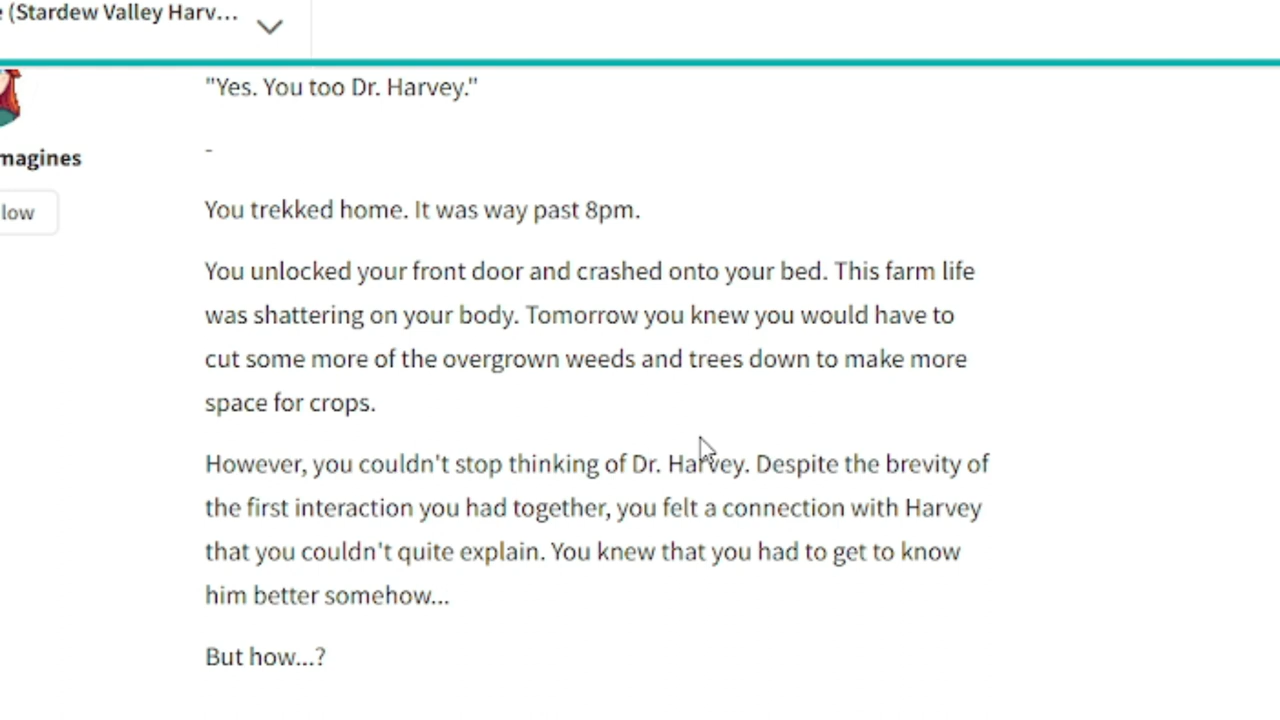 (Stardew Valley Harv...
"Yes. You too Dr. Harvey."
-
magines
low
You trekked home. It was way past 8pm.
You unlocked your front door and crashed onto your bed. This farm life
was shattering on your body. Tomorrow you knew you would have to
cut some more of the overgrown weeds and trees down to make more
space for crops.
However, you couldn't stop thinking of Dr. Harvey. Despite the brevity of
the first interaction you had together, you felt a connection with Harvey
that you couldn't quite explain. You knew that you had to get to know
him better somehow...
But how...?